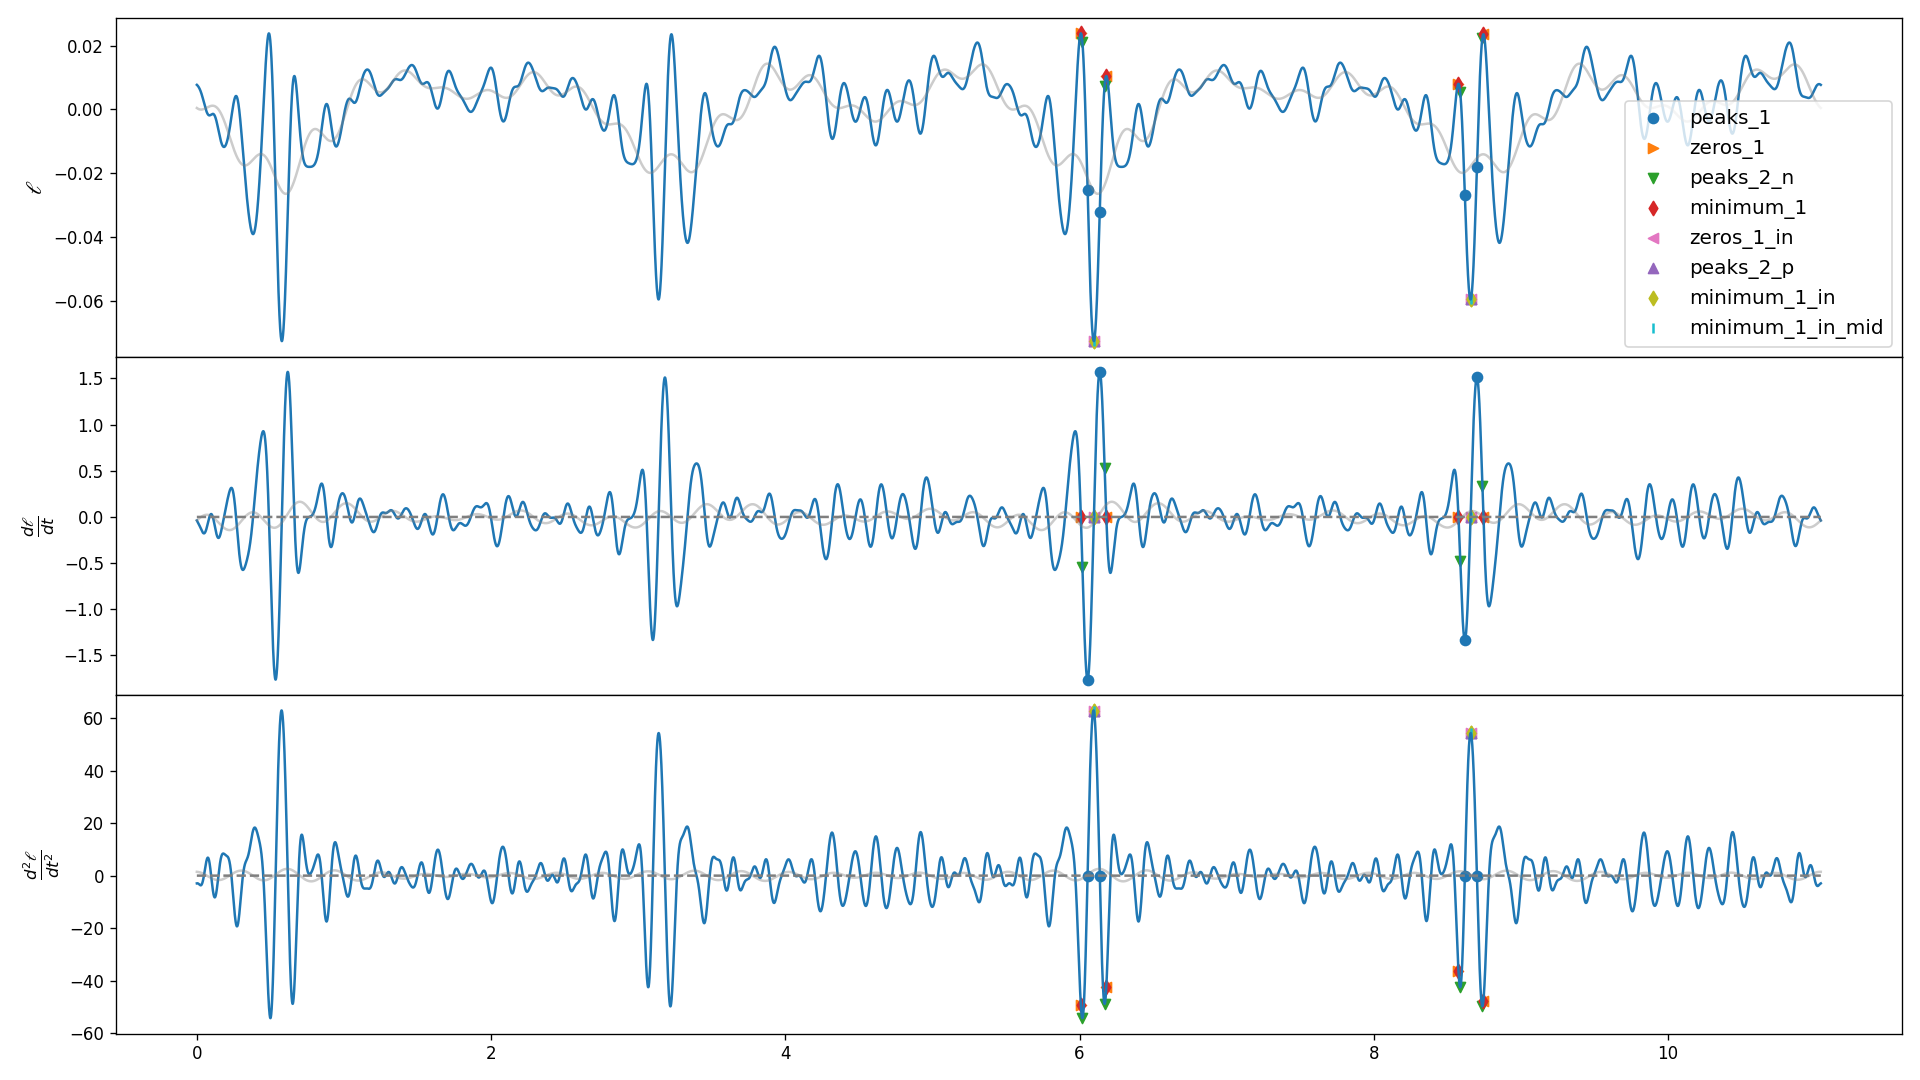 0.02
0.00
−0.02
−0.04
−0.06
ℓ
peaks_1
zeros_1
peaks_2_n
minimum_1
zeros_1_in
peaks_2_p
minimum_1_in
minimum_1_in_mid
1.5
1.0
0.5
0.0
−0.5
−1.0
−1.5
dℓ
dt
60
40
20
0
−20
−40
−60
d²ℓ
dt²
0 2 4 6 8 10